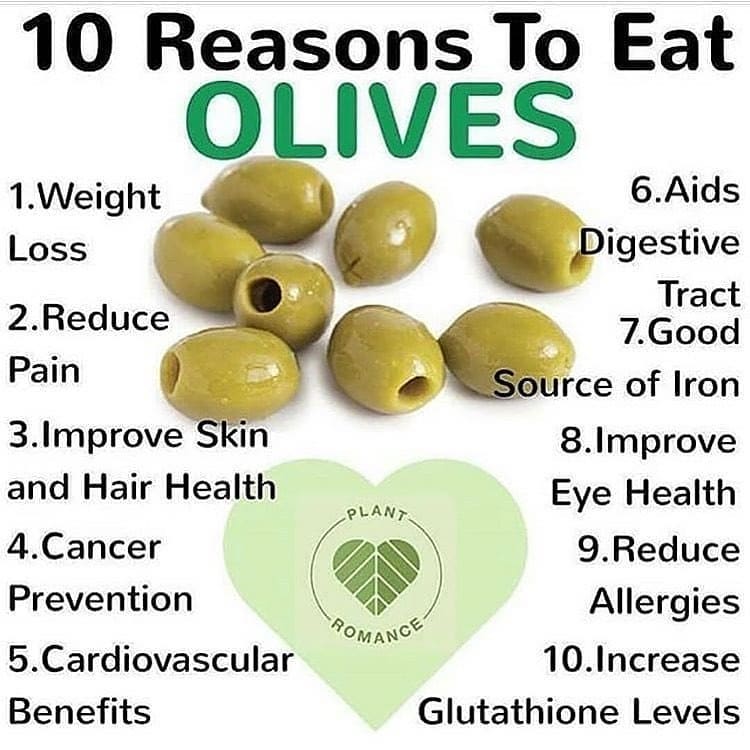 10 Reasons To Eat
OLIVES
1.Weight
Loss
2.Reduce
Pain
3.Improve Skin
and Hair Health
4.Cancer
Prevention
5.Cardiovascular
Benefits
6.Aids
Digestive
Tract
7.Good
Source of Iron
8.Improve
Eye Health
9.Reduce
Allergies
10.Increase
Glutathione Levels
PLANT
ROMANCE